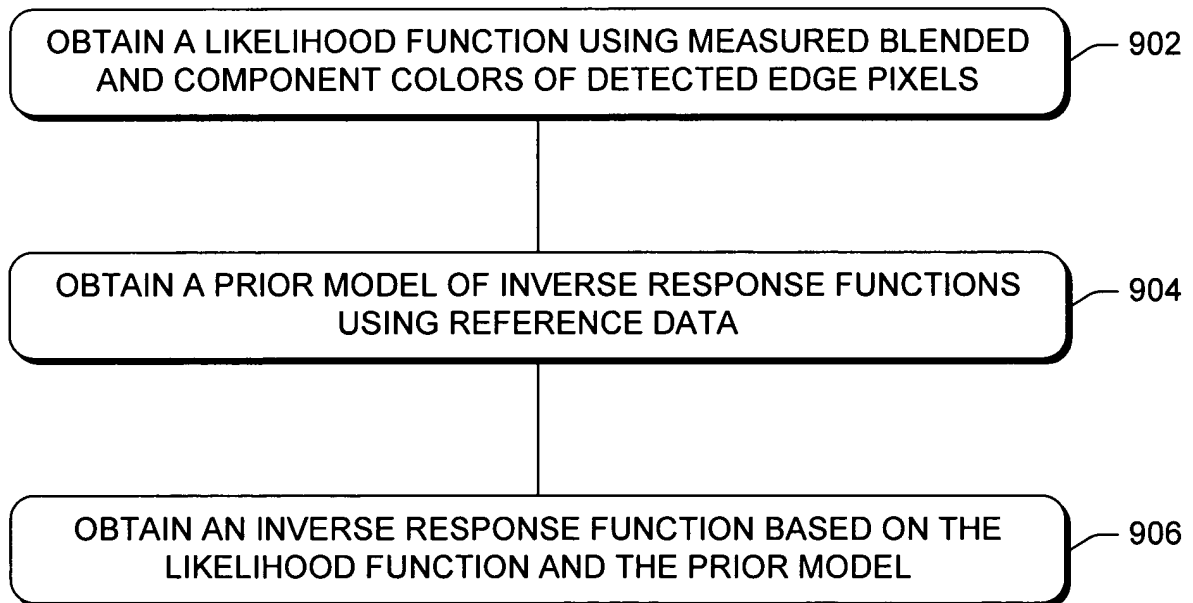 OBTAIN A LIKELIHOOD FUNCTION USING MEASURED BLENDED
AND COMPONENT COLORS OF DETECTED EDGE PIXELS
902
OBTAIN A PRIOR MODEL OF INVERSE RESPONSE FUNCTIONS
USING REFERENCE DATA
904
OBTAIN AN INVERSE RESPONSE FUNCTION BASED ON THE
LIKELIHOOD FUNCTION AND THE PRIOR MODEL
906